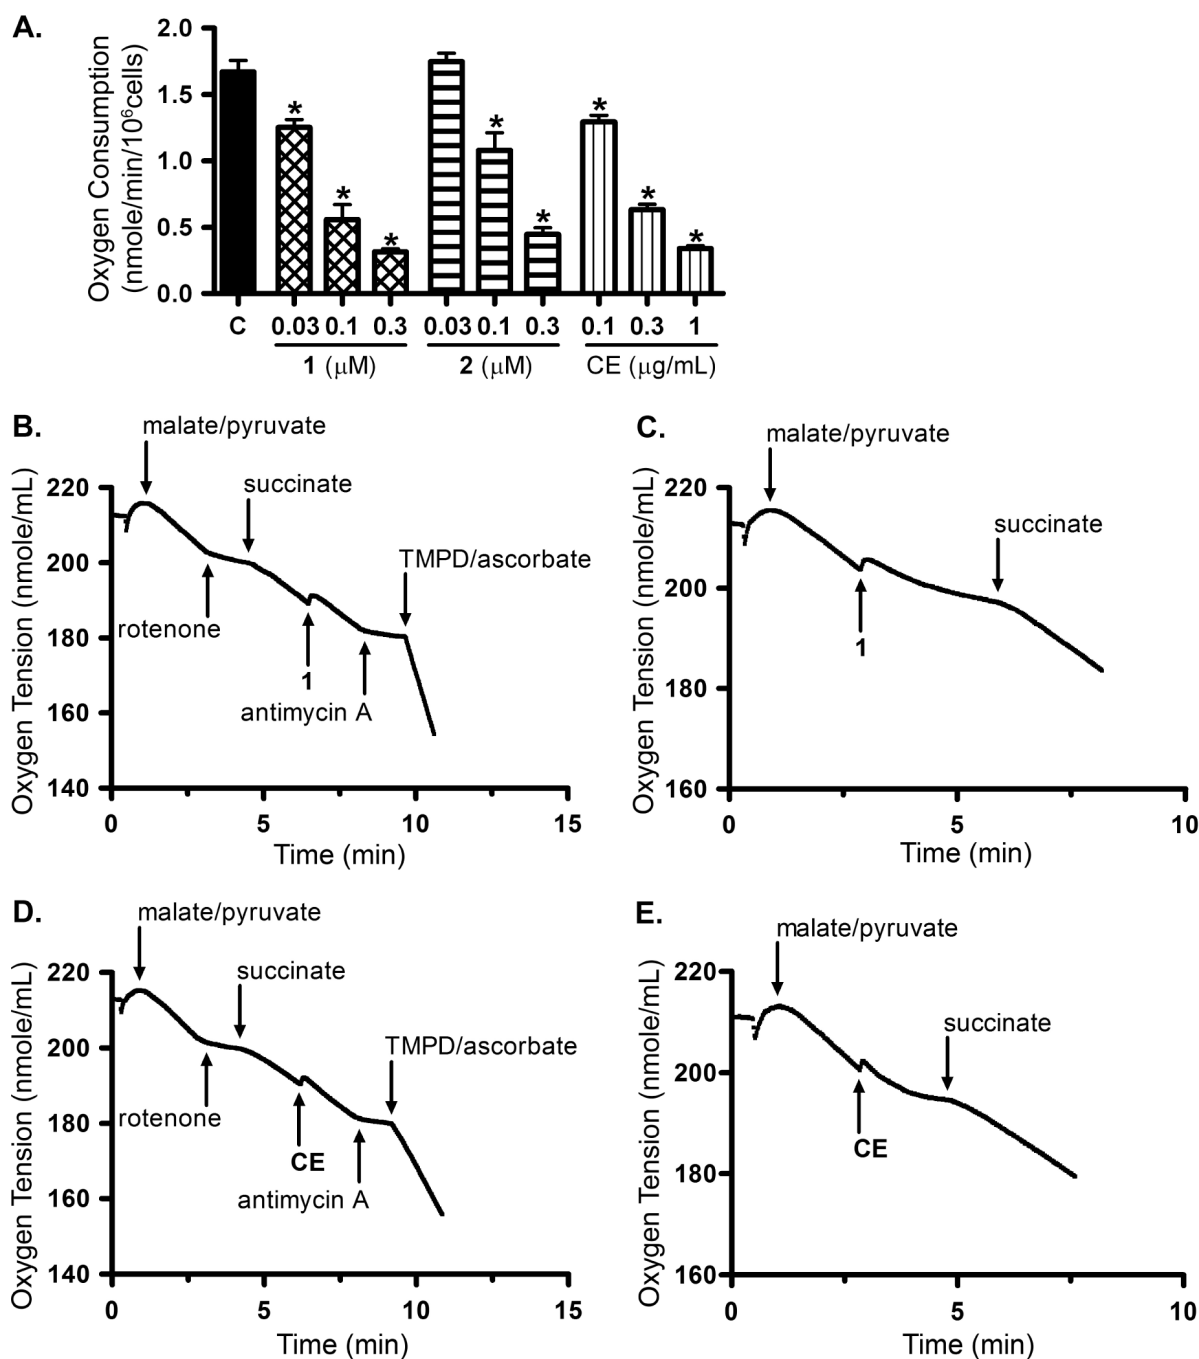 A.
Oxygen Consumption
(nmole/min/10⁶cells)
2.0
1.5
1.0
0.5
0.0
* * * * * * * *
C 0.03 0.1 0.3 0.03 0.1 0.3 0.1 0.3 1
1 (μM) 2 (μM) CE (μg/mL)
B.
Oxygen Tension (nmole/mL)
220
200
180
160
140
malate/pyruvate
succinate
TMPD/ascorbate
rotenone
1
antimycin A
0 5 10 15
Time (min)
C.
Oxygen Tension (nmole/mL)
220
200
180
160
malate/pyruvate
succinate
1
0 5 10
Time (min)
D.
Oxygen Tension (nmole/mL)
220
200
180
160
140
malate/pyruvate
succinate
TMPD/ascorbate
rotenone
CE
antimycin A
0 5 10 15
Time (min)
E.
Oxygen Tension (nmole/mL)
220
200
180
160
malate/pyruvate
succinate
CE
0 5 10
Time (min)